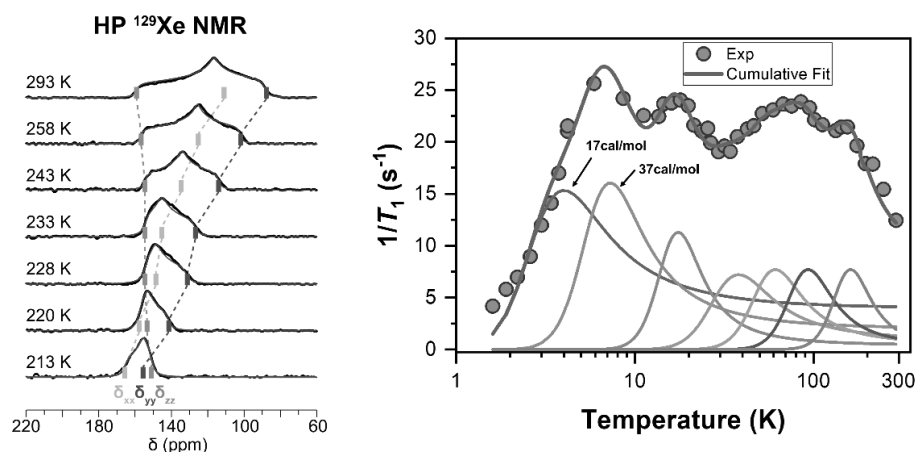 HP ¹²⁹Xe NMR
293 K
258 K
243 K
233 K
228 K
220 K
213 K
δxx δyy δzz
220 180 140 100 60
δ (ppm)
Exp
Cumulative Fit
17cal/mol
37cal/mol
1/T₁ (s⁻¹)
30
25
20
15
10
5
0
1 10 100 300
Temperature (K)